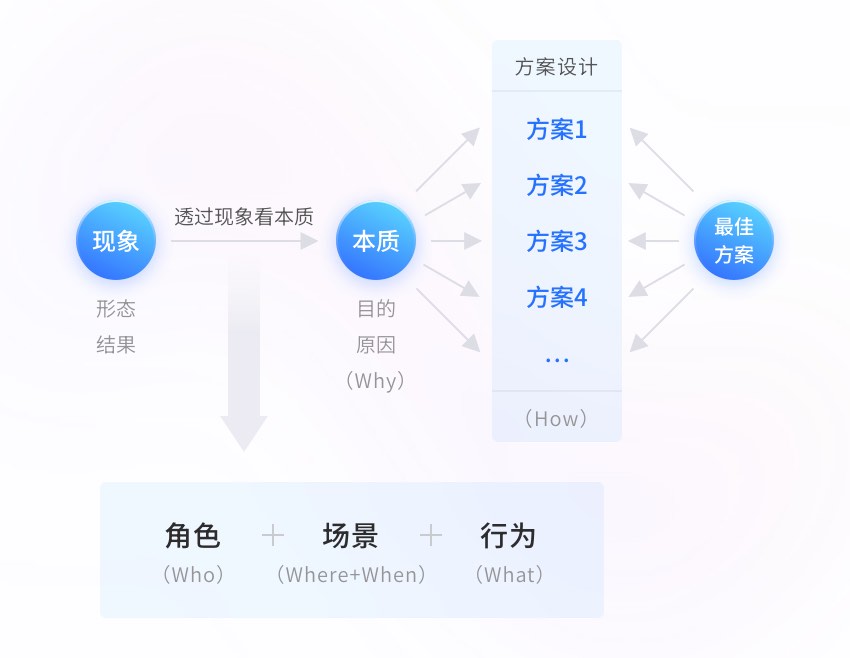 方案设计
方案1
方案2
方案3
方案4
...
（How）
现象
形态
结果
透过现象看本质
本质
目的
原因
（Why）
最佳
方案
角色 + 场景 + 行为
（Who） （Where+When） （What）